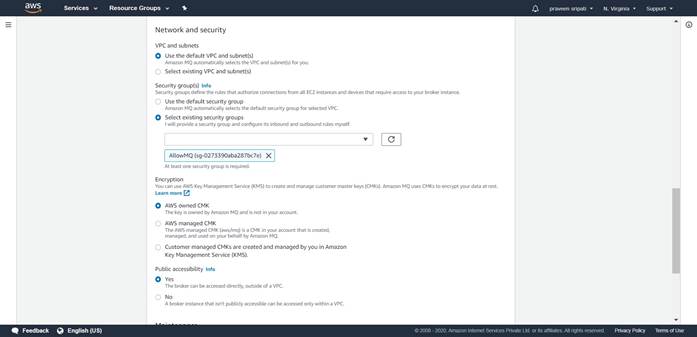 aws
Services
Resource Groups
praveen sripati
N. Virginia
Support
Network and security
VPC and subnets
Use the default VPC and subnet(s)
Amazon MQ automatically selects the VPC and subnet(s) for you.
Select existing VPC and subnet(s)
Security group(s) Info
Security groups define the rules that authorize connections from all EC2 instances and devices that require access to your broker instance.
Use the default security group
Amazon MQ automatically selects the default security group for selected VPC.
Select existing security groups
I will provide a security group and configure its inbound and outbound rules myself.
AllowMQ (sg-0273390aba287bc7e)
At least one security group is required.
Encryption
You can use AWS Key Management Service (KMS) to create and manage customer master keys (CMKs). Amazon MQ uses CMKs to encrypt your data at rest.
Learn more
AWS owned CMK
The key is owned by Amazon MQ and is not in your account.
AWS managed CMK
The AWS managed CMK (aws/mq) is a CMK in your account that is created,
managed, and used on your behalf by Amazon MQ.
Customer managed CMKs are created and managed by you in Amazon
Key Management Service (KMS).
Public accessibility Info
Yes
The broker can be accessed directly, outside of a VPC.
No
A broker instance that isn't publicly accessible can be accessed only within a VPC.
Feedback
English (US)
© 2008 - 2020, Amazon Internet Services Private Ltd. or its affiliates. All rights reserved.
Privacy Policy
Terms of Use